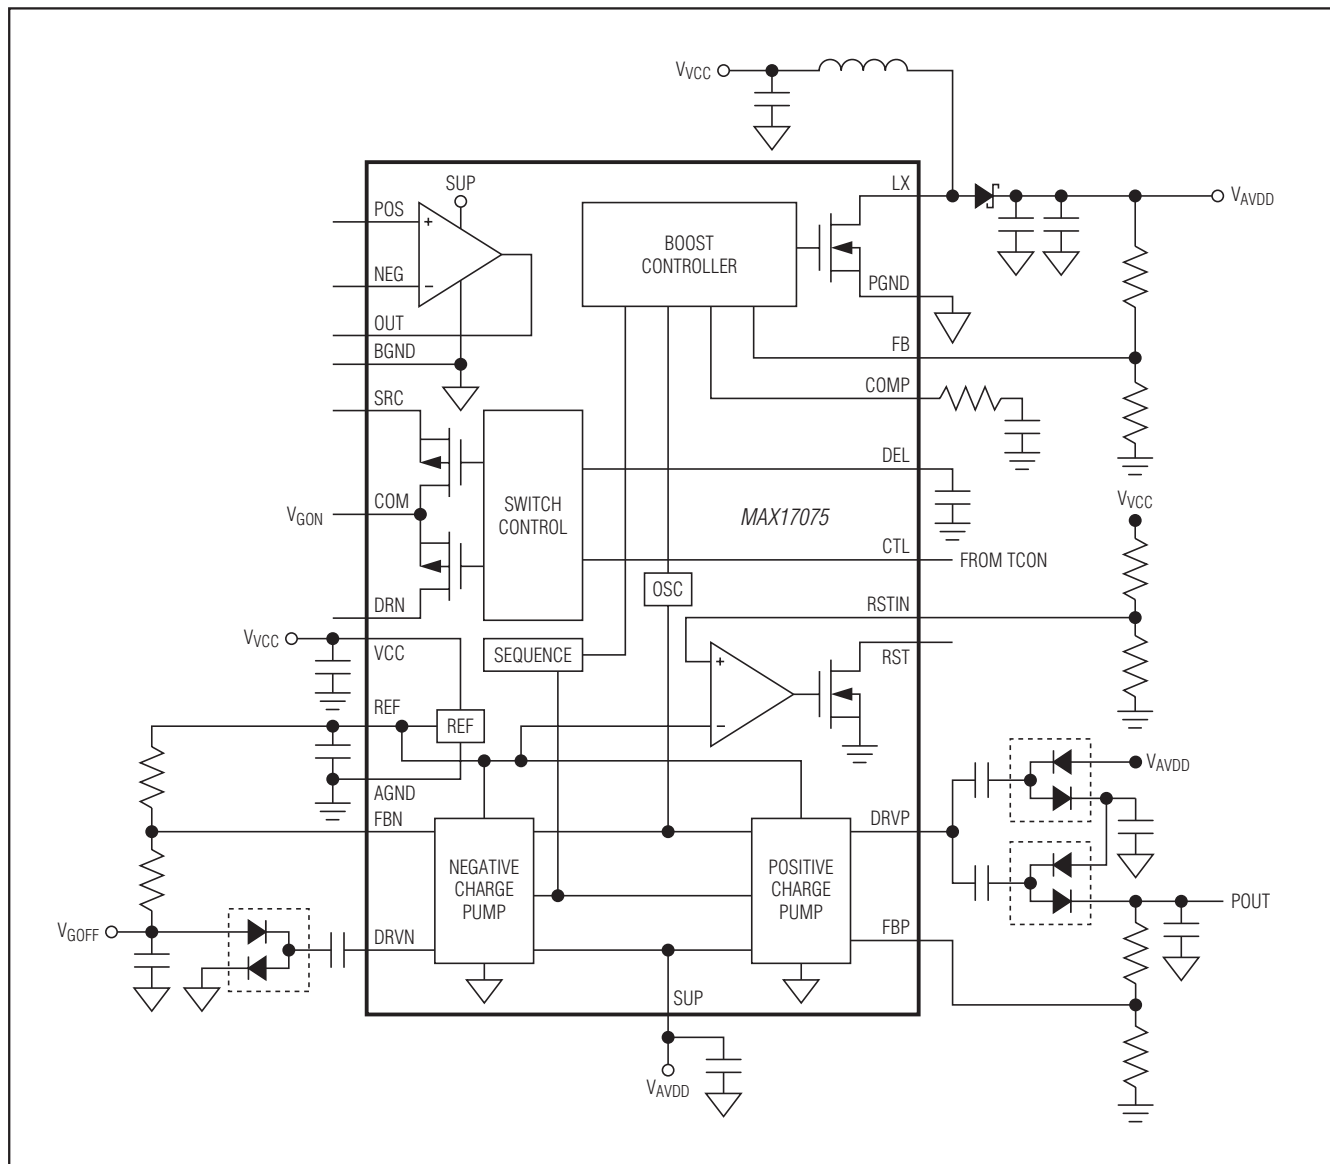 VVCC
SUP
LX
VAVDD
POS
+
BOOST
CONTROLLER
NEG
−
PGND
OUT
BGND
FB
COMP
SRC
DEL
COM
VGON
SWITCH
CONTROL
MAX17075
VVCC
CTL
FROM TCON
OSC
DRN
RSTIN
VVCC
VCC
SEQUENCE
RST
+
REF
REF
−
AGND
VAVDD
FBN
DRVP
NEGATIVE
CHARGE
PUMP
POSITIVE
CHARGE
PUMP
POUT
VGOFF
DRVN
FBP
SUP
VAVDD